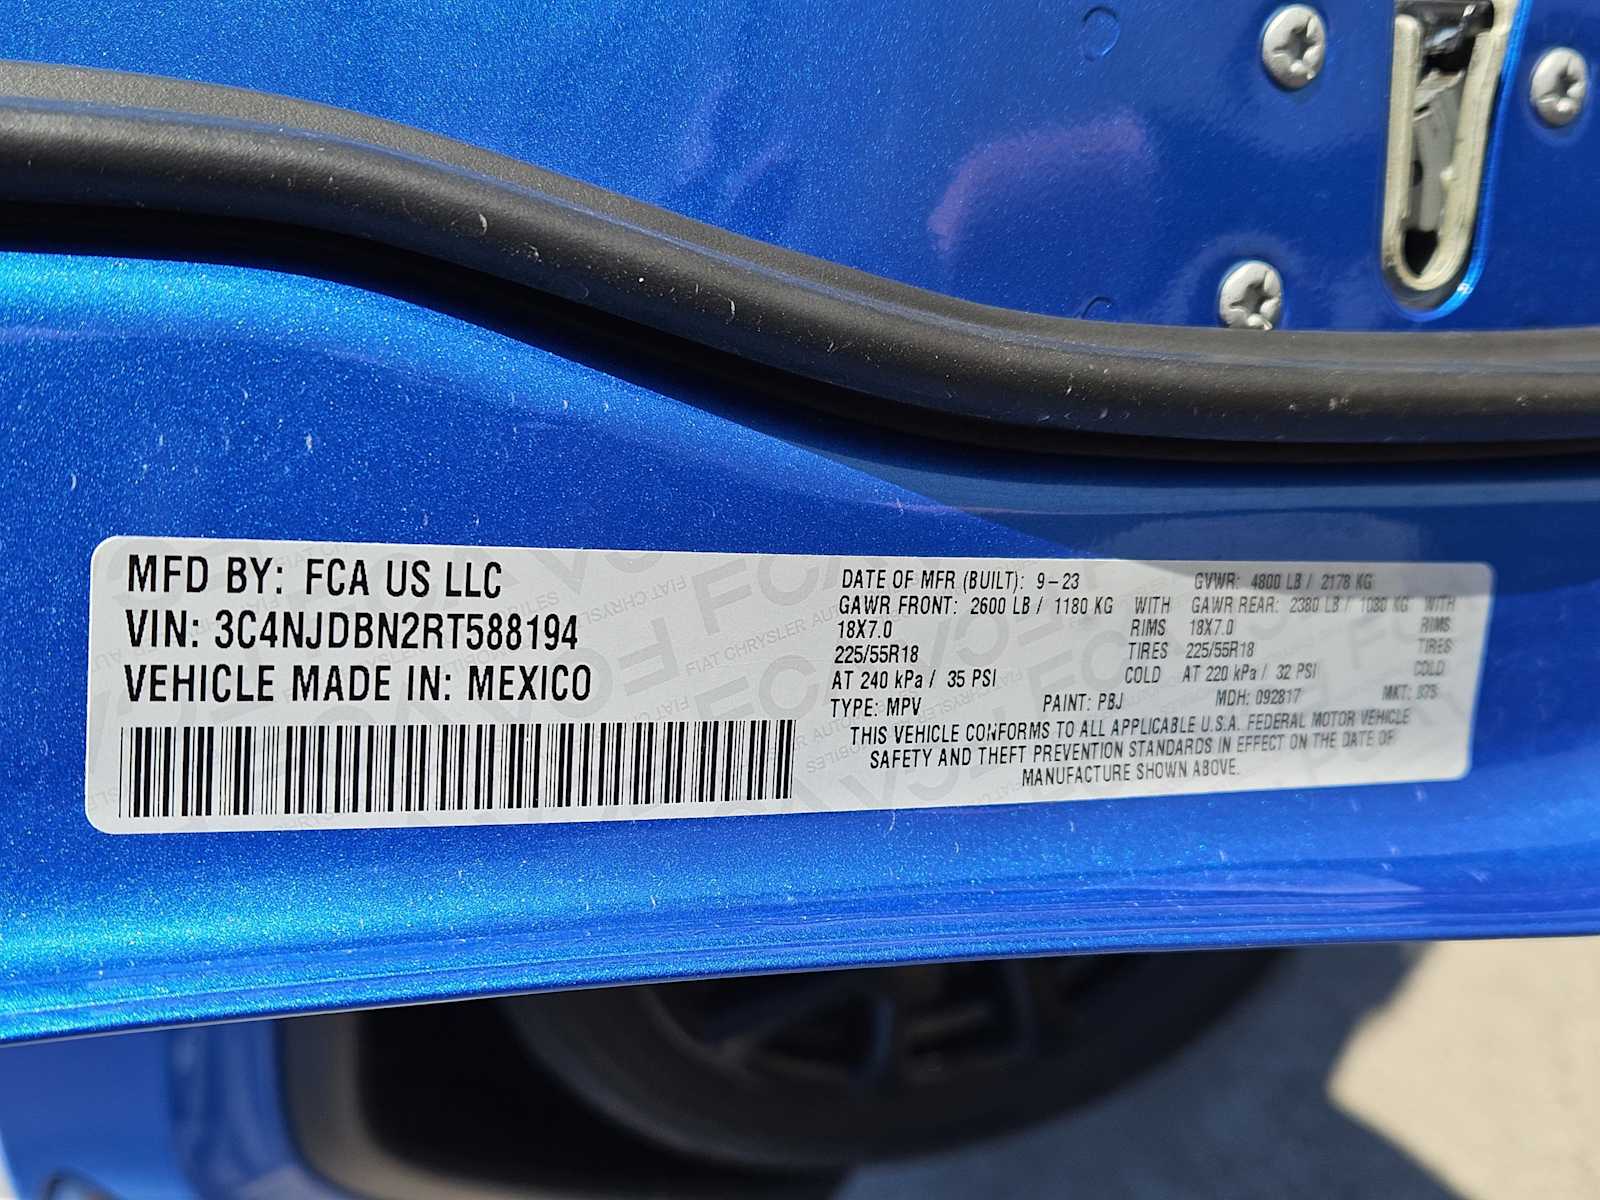 MFD BY: FCA US LLC
VIN: 3C4NJDBN2RT588194
VEHICLE MADE IN: MEXICO
DATE OF MFR (BUILT): 9-23 GVWR: 4800 LB / 2178 KG
GAWR FRONT: 2600 LB / 1180 KG WITH GAWR REAR: 2380 LB / 1080 KG WITH
18X7.0 RIMS 18X7.0 RIMS
225/55R18 TIRES 225/55R18 TIRES
AT 240 kPa / 35 PSI COLD AT 220 kPa / 32 PSI COLD
TYPE: MPV PAINT: PBJ MDH: 092817 MKT:
THIS VEHICLE CONFORMS TO ALL APPLICABLE U.S.A. FEDERAL MOTOR VEHICLE
SAFETY AND THEFT PREVENTION STANDARDS IN EFFECT ON THE DATE OF
MANUFACTURE SHOWN ABOVE.